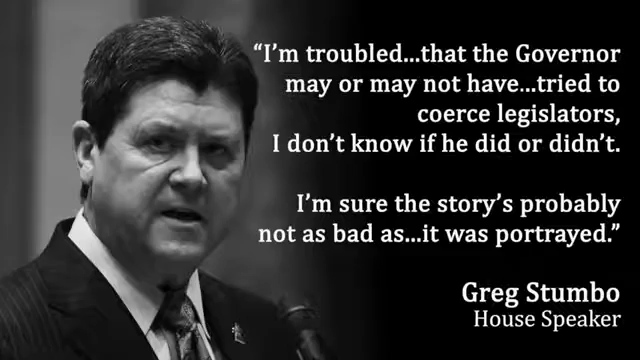 “I’m troubled...that the Governor
may or may not have...tried to
coerce legislators,
I don’t know if he did or didn’t.
I’m sure the story’s probably
not as bad as...it was portrayed.”
Greg Stumbo
House Speaker